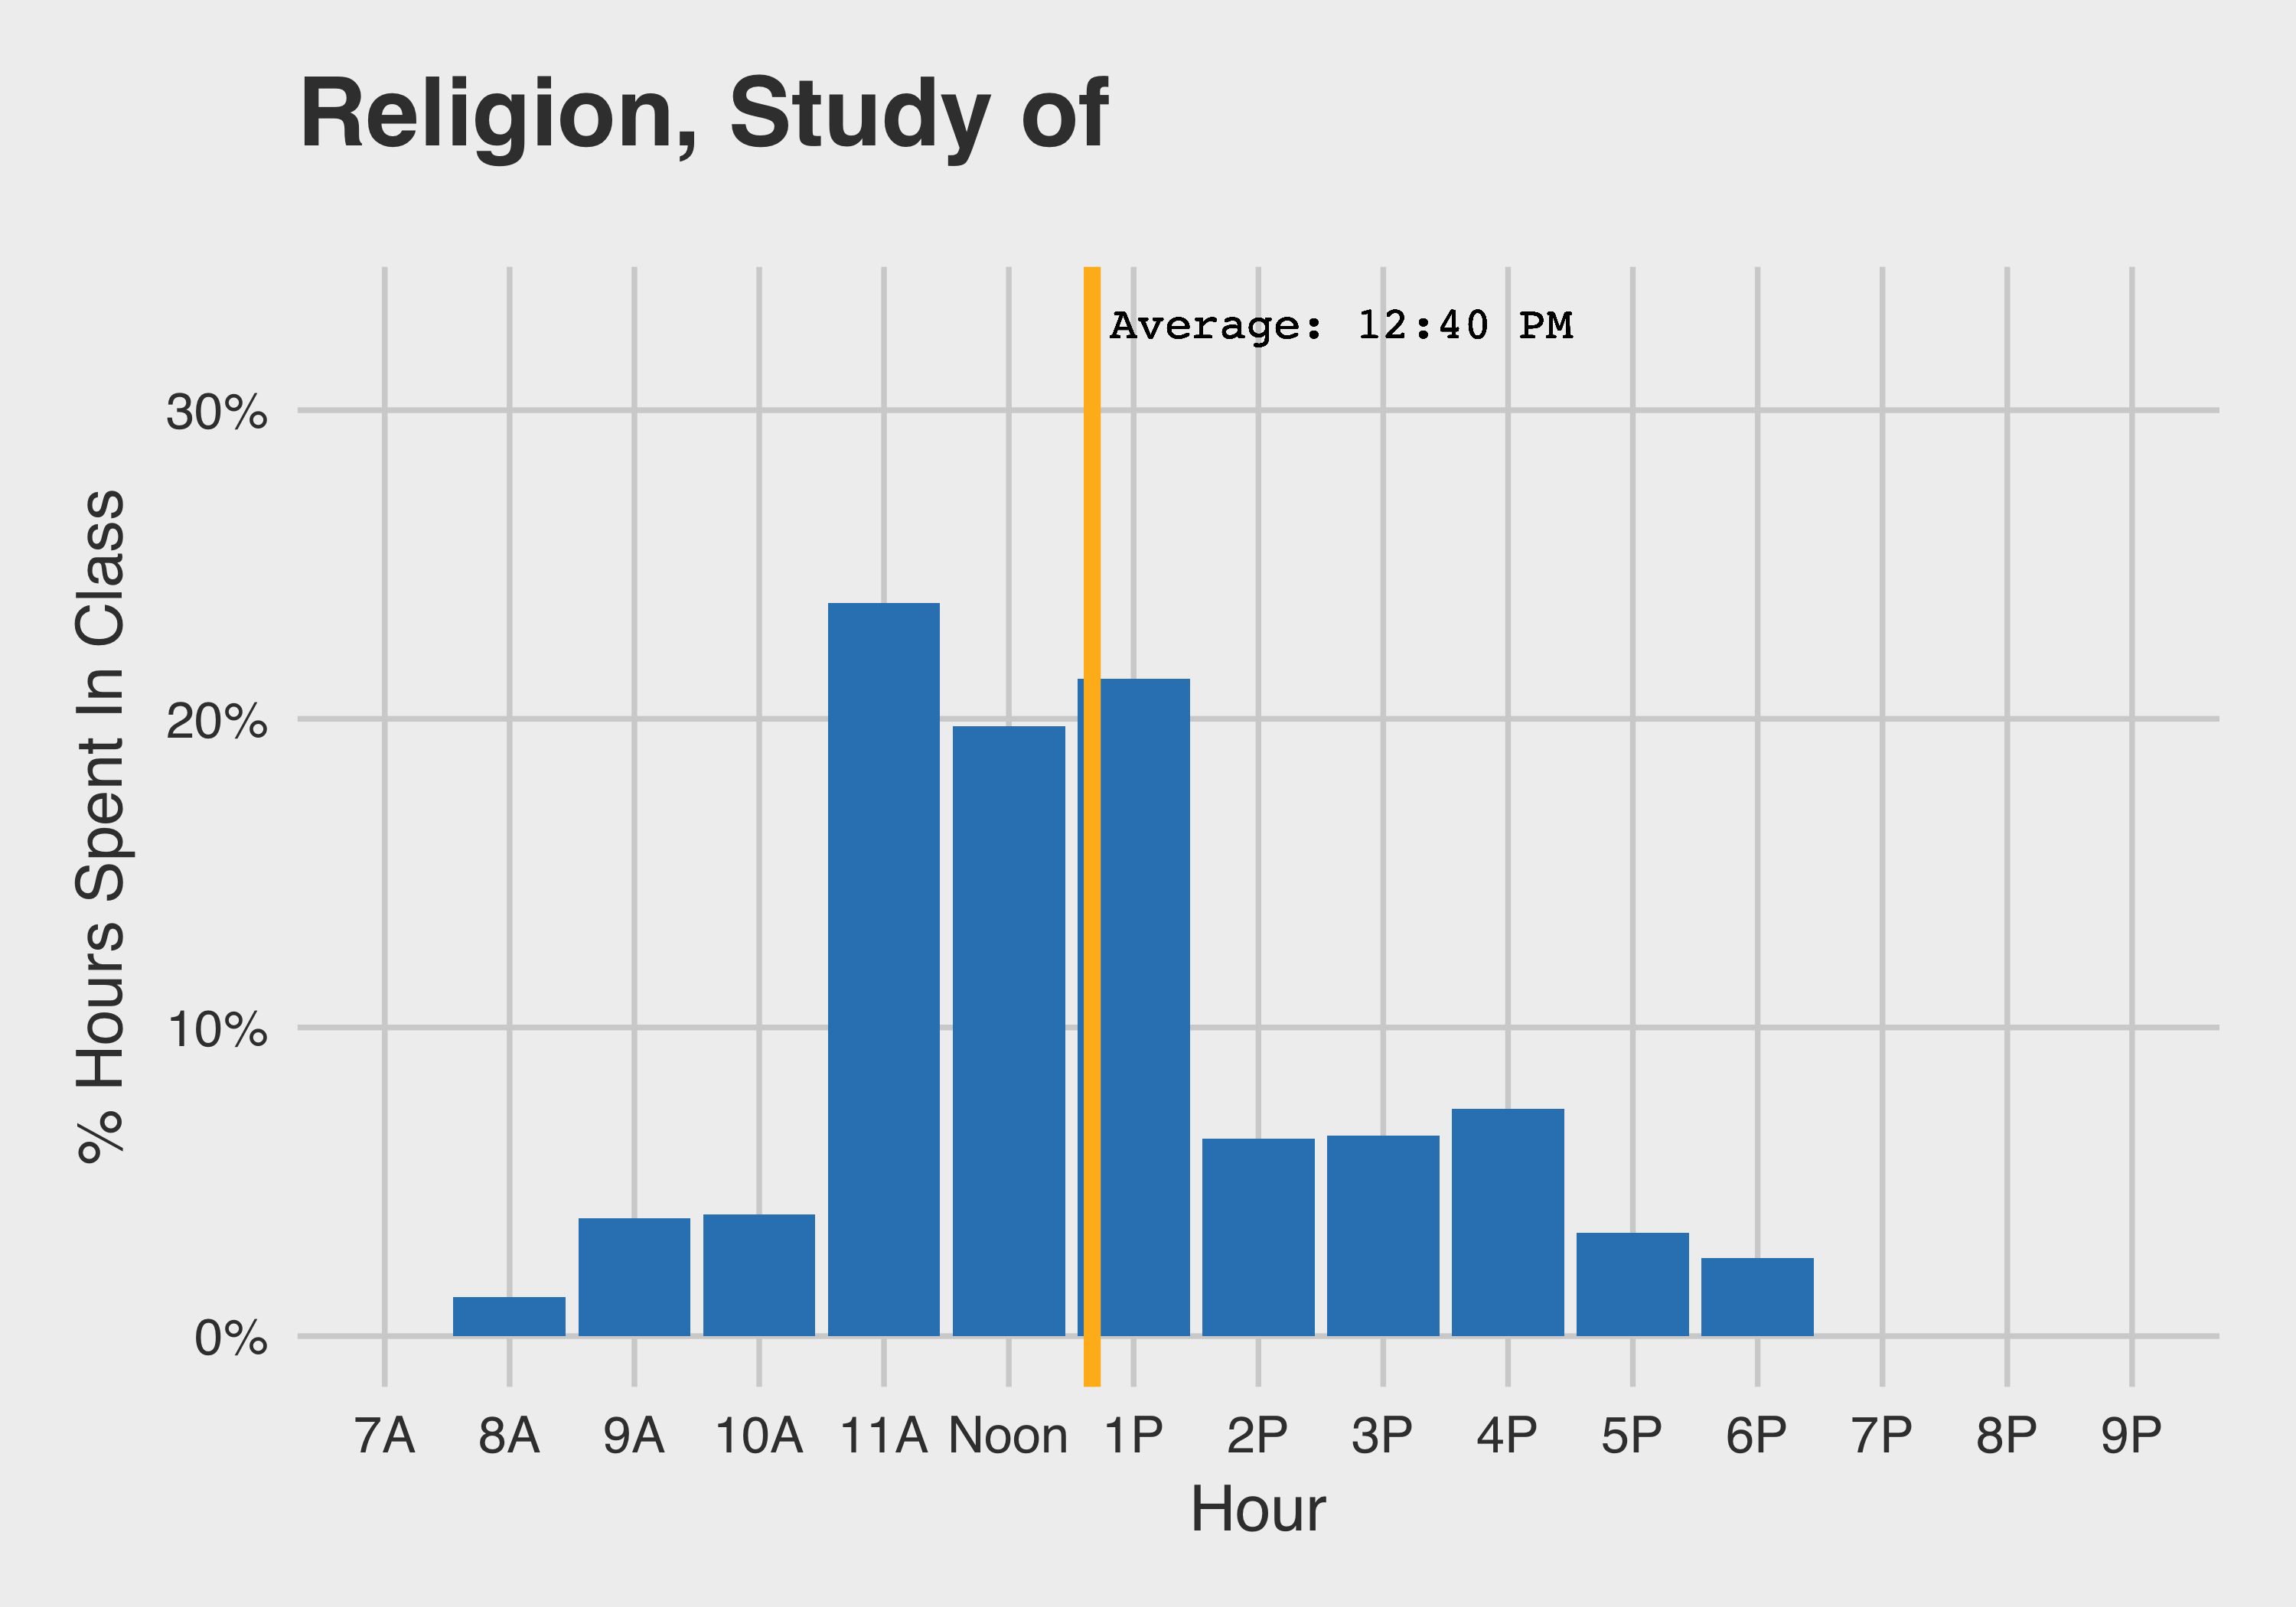 Religion, Study of
Average: 12:40 PM
30%
20%
10%
0%
% Hours Spent In Class
7A 8A 9A 10A 11A Noon 1P 2P 3P 4P 5P 6P 7P 8P 9P
Hour